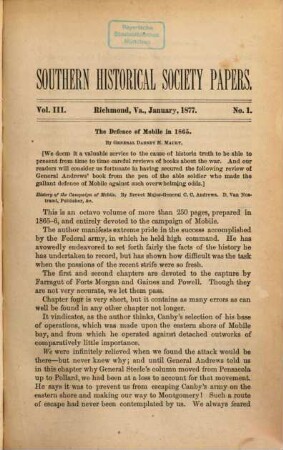 Bayerische
Staatsbibliothek
München
SOUTHERN HISTORICAL SOCIETY PAPERS.
Vol. III. Richmond, Va., January, 1877. No. 1.
The Defence of Mobile in 1865.
By General Dabney H. Maury.
[We deem it a valuable service to the cause of historic truth to be able to
present from time to time careful reviews of books about the war. And our
readers will consider us fortunate in having secured the following review of
General Andrews' book from the pen of the able soldier who made the
gallant defence of Mobile against such overwhelming odds.]
History of the Campaign of Mobile. By Brevet Major-General C. C. Andrews. D. Van Nos-
trand, Publisher, &c.
This is an octavo volume of more than 250 pages, prepared in
1865-6, and entirely devoted to the campaign of Mobile.
The author manifests extreme pride in the success accomplished
by the Federal army, in which he held high command. He has
avowedly endeavored to set forth fairly the facts of the history he
has undertaken to record, but has shown how difficult was the task
when the passions of the recent strife were so fresh.
The first and second chapters are devoted to the capture by
Farragut of Forts Morgan and Gaines and Powell. Though they
are not very accurate, we let them pass.
Chapter four is very short, but it contains as many errors as can
well be found in any other chapter not longer.
It vindicates, as the author thinks, Canby's selection of his base
of operations, which was made upon the eastern shore of Mobile
bay, and from which he operated against detached outworks of
comparatively little importance.
We were infinitely relieved when we found the attack would be
there—but never knew why; and until General Andrews told us
in this chapter why General Steele's column moved from Pensacola
up to Pollard, we had been at a loss to account for that movement.
He says it was to prevent us from escaping Canby's army on the
eastern shore and making our way to Montgomery! Such a route
of escape had never been contemplated by us. We always feared